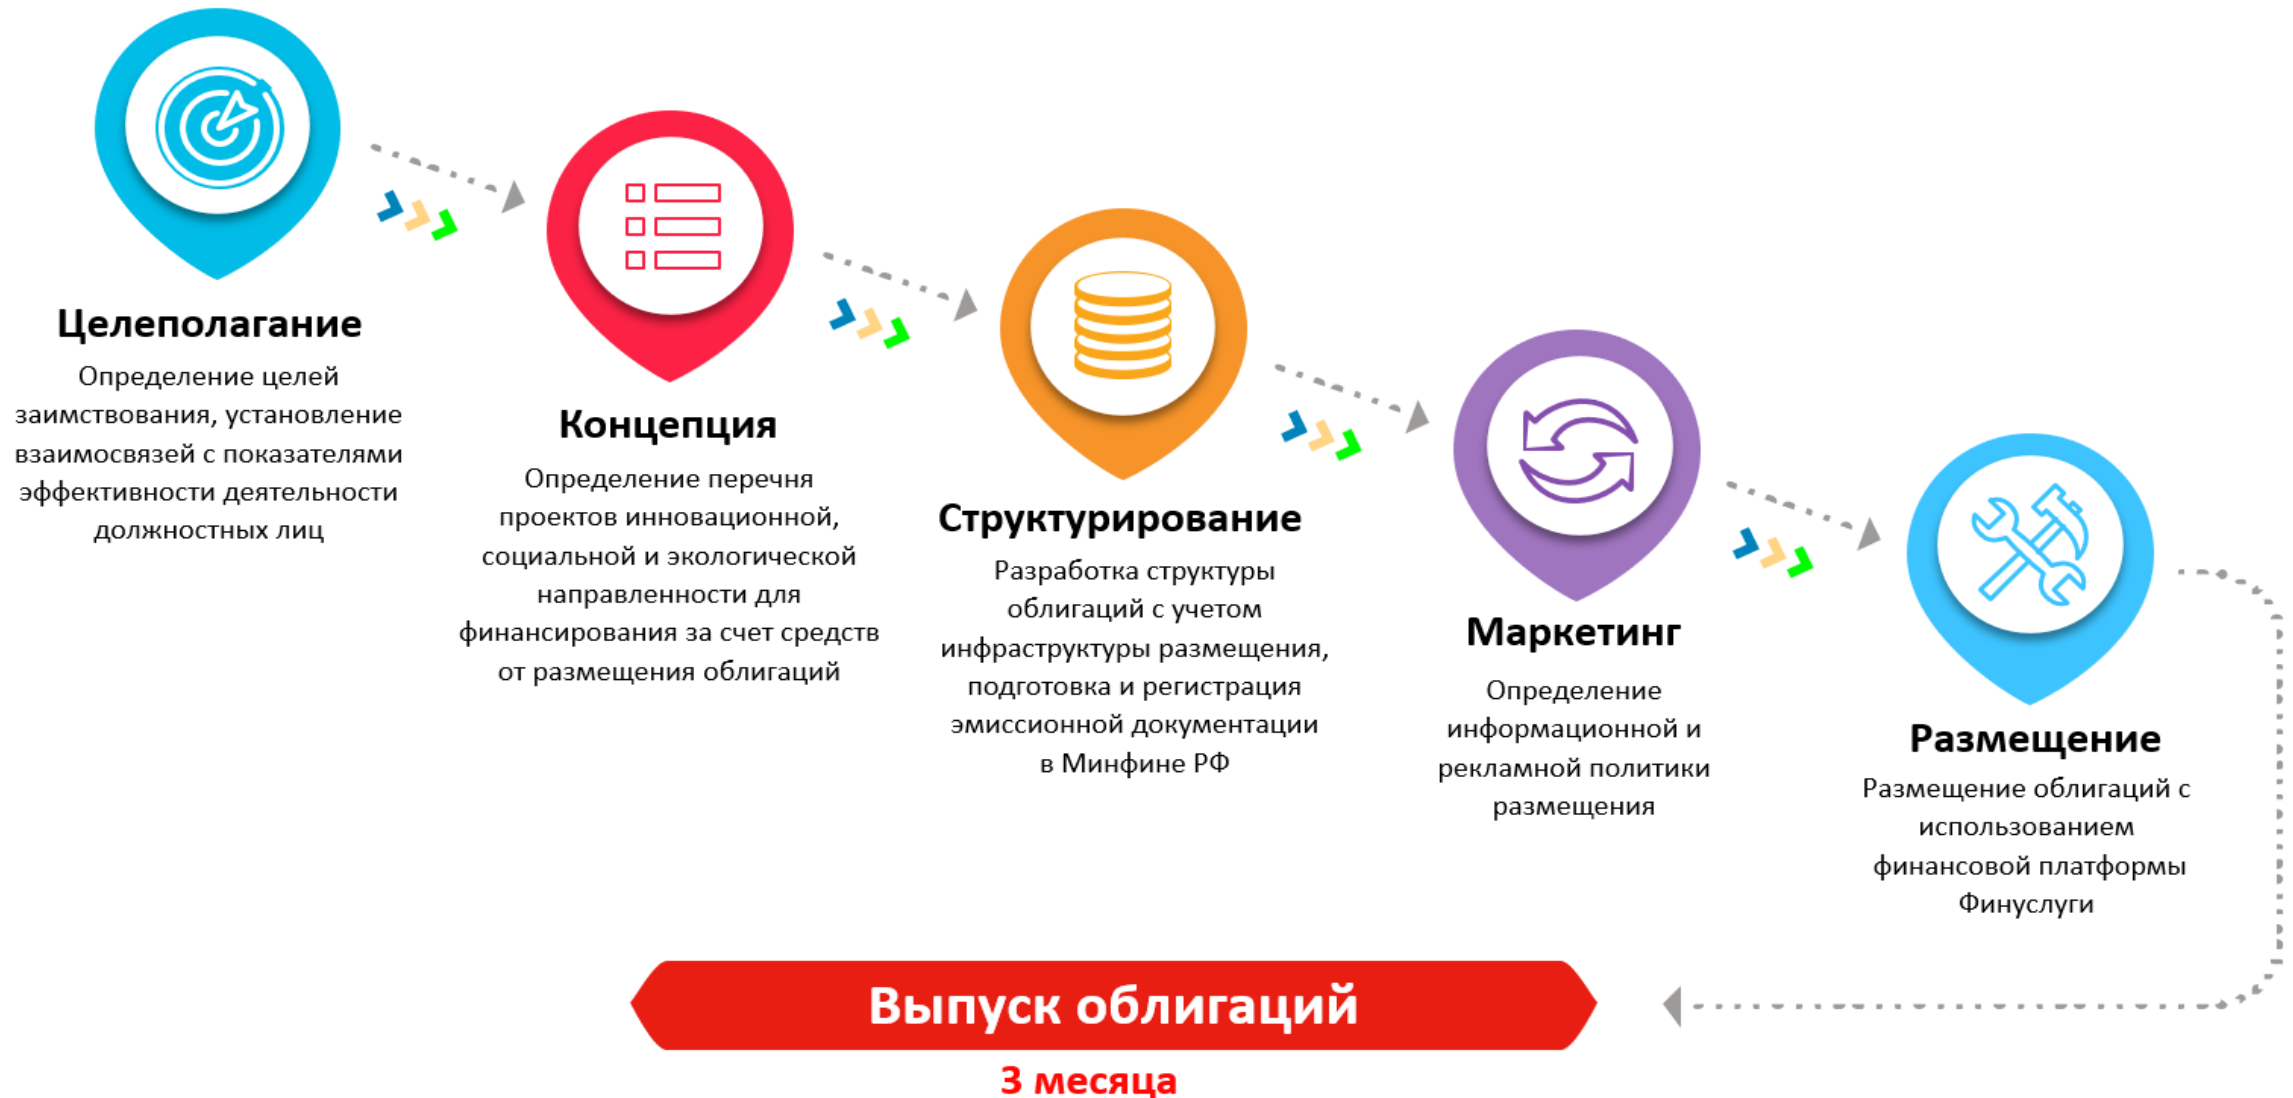 Целеполагание
Определение целей
заимствования, установление
взаимосвязей с показателями
эффективности деятельности
должностных лиц
Концепция
Определение перечня
проектов инновационной,
социальной и экологической
направленности для
финансирования за счет средств
от размещения облигаций
Структурирование
Разработка структуры
облигаций с учетом
инфраструктуры размещения,
подготовка и регистрация
эмиссионной документации
в Минфине РФ
Маркетинг
Определение
информационной и
рекламной политики
размещения
Размещение
Размещение облигаций с
использованием
финансовой платформы
Финуслуги
Выпуск облигаций
3 месяца